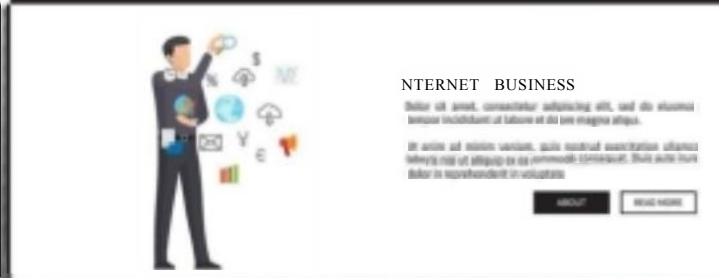 NTERNET BUSINESS
Dolor sit amet, consectetur adipiscing elit, sed do eiusmod
tempor incididunt ut labore et dolore magna aliqua.
Ut enim ad minim veniam, quis nostrud exercitation ullamco
laboris nisi ut aliquip ex ea commodo consequat. Duis aute irure
dolor in reprehenderit in voluptate
ABOUT
READ MORE